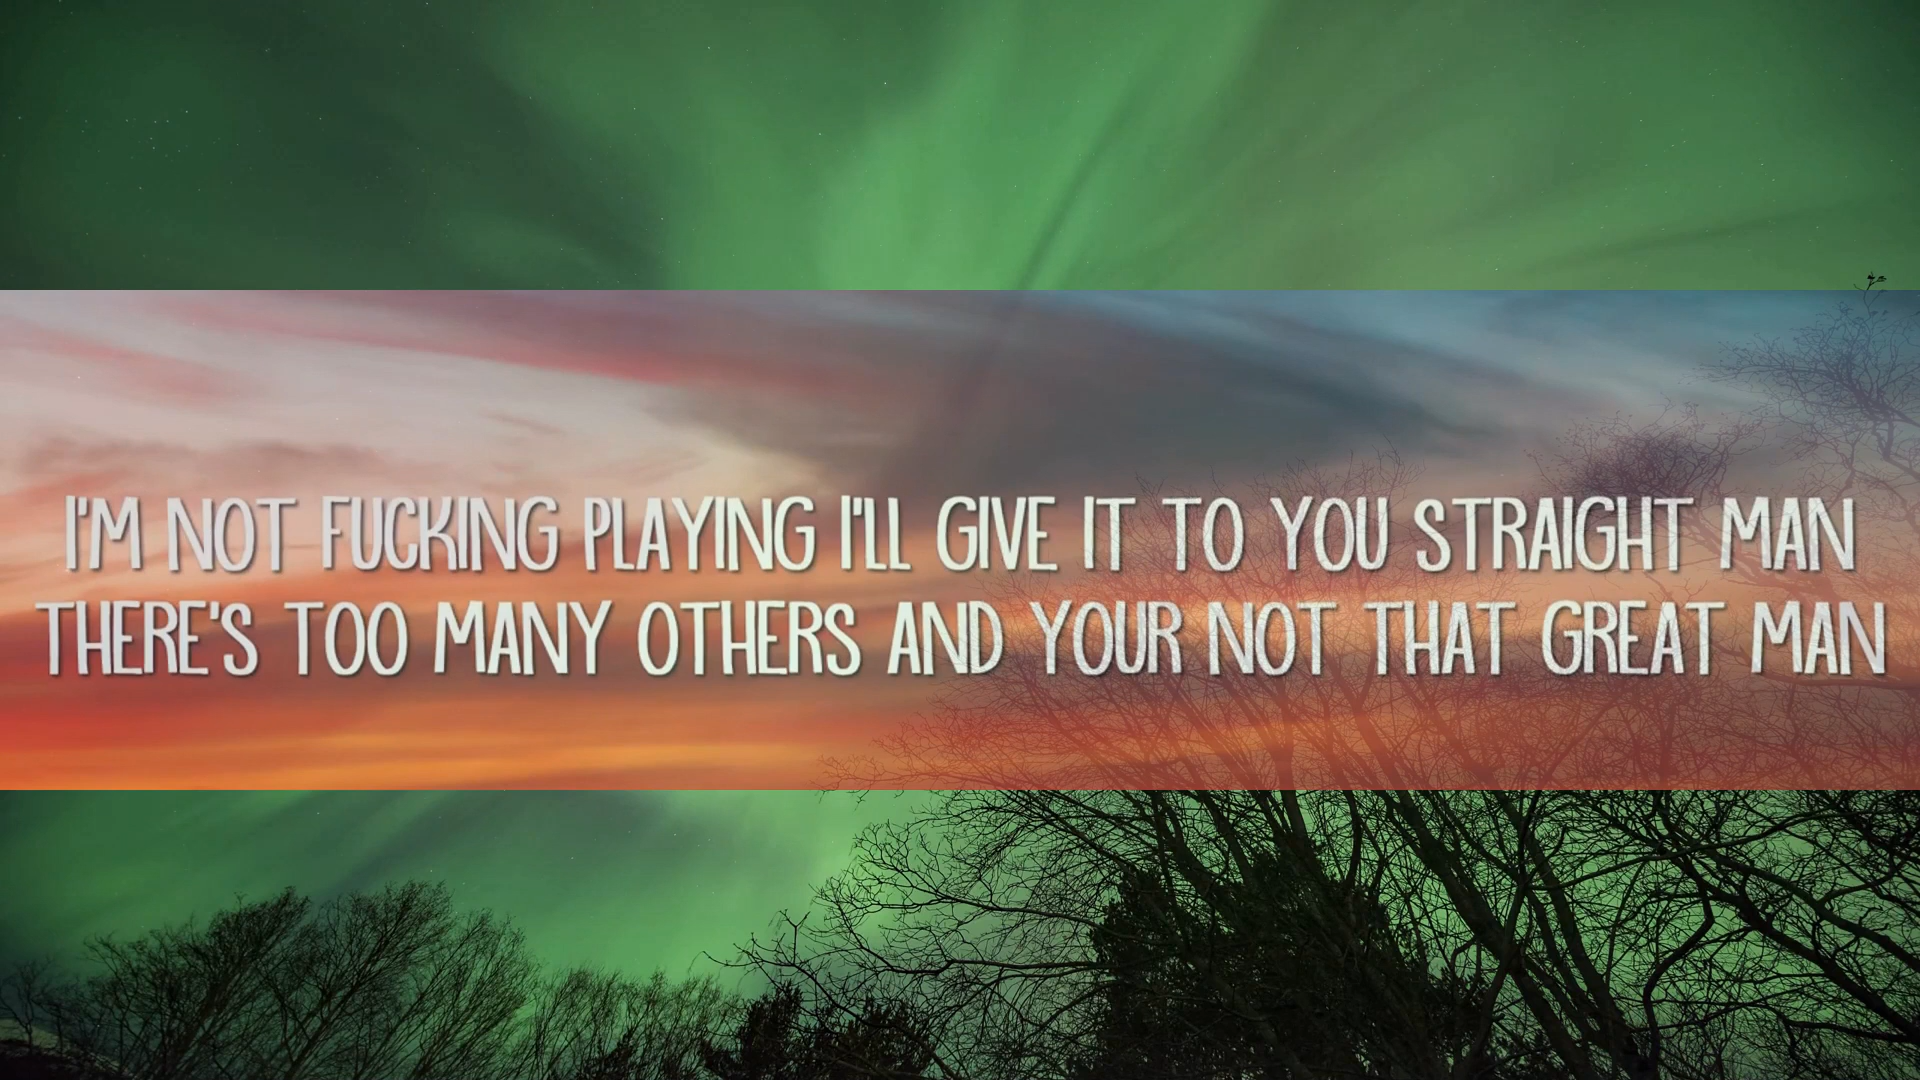 I'M NOT FUCKING PLAYING I'LL GIVE IT TO YOU STRAIGHT MAN
THERE'S TOO MANY OTHERS AND YOUR NOT THAT GREAT MAN